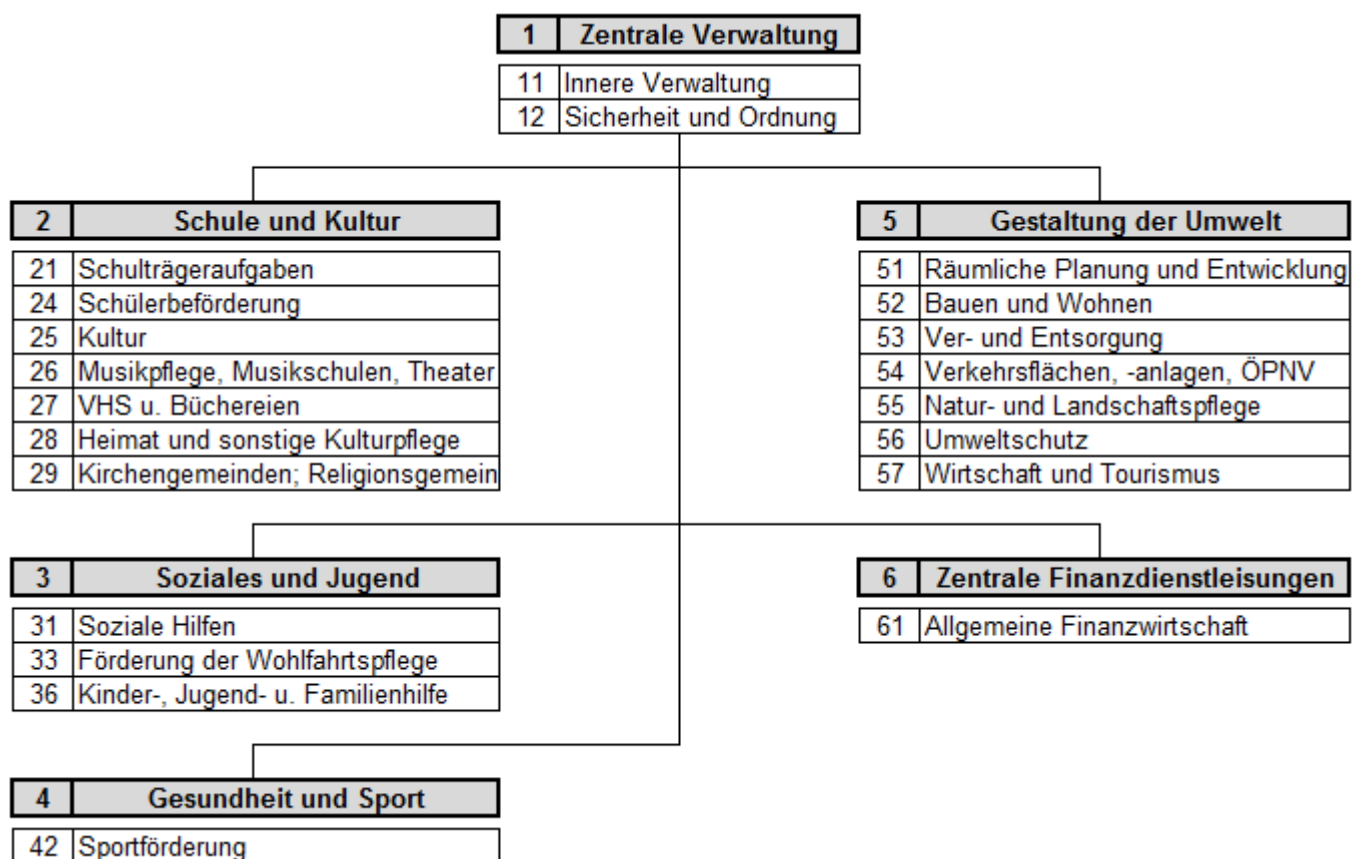 1 Zentrale Verwaltung
11 Innere Verwaltung
12 Sicherheit und Ordnung
2 Schule und Kultur
21 Schulträgeraufgaben
24 Schülerbeförderung
25 Kultur
26 Musikpflege, Musikschulen, Theater
27 VHS u. Büchereien
28 Heimat und sonstige Kulturpflege
29 Kirchengemeinden; Religionsgemein
5 Gestaltung der Umwelt
51 Räumliche Planung und Entwicklung
52 Bauen und Wohnen
53 Ver- und Entsorgung
54 Verkehrsflächen, -anlagen, ÖPNV
55 Natur- und Landschaftspflege
56 Umweltschutz
57 Wirtschaft und Tourismus
3 Soziales und Jugend
31 Soziale Hilfen
33 Förderung der Wohlfahrtspflege
36 Kinder-, Jugend- u. Familienhilfe
6 Zentrale Finanzdienstleisungen
61 Allgemeine Finanzwirtschaft
4 Gesundheit und Sport
42 Sportförderung